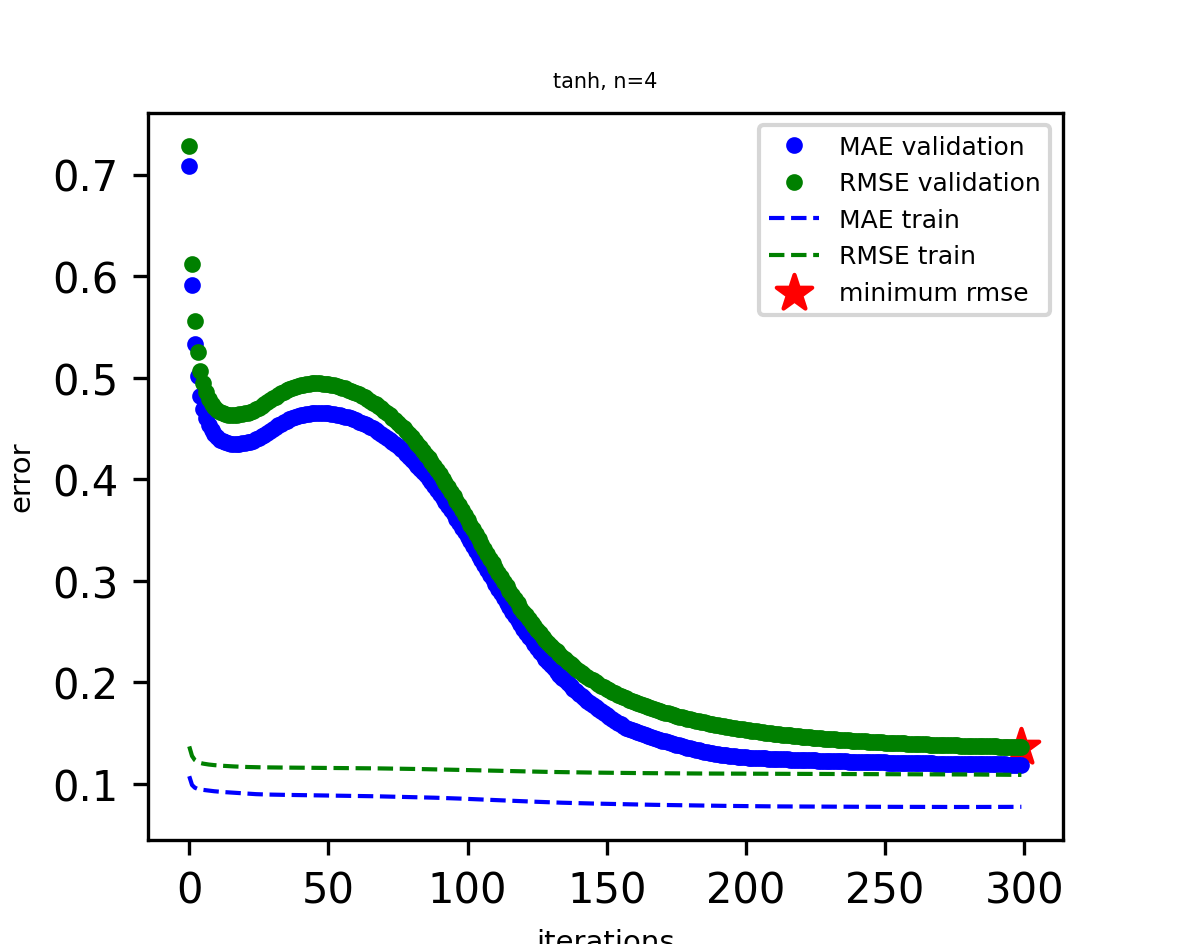 tanh, n=4
MAE validation
RMSE validation
MAE train
RMSE train
minimum rmse
error
0.7
0.6
0.5
0.4
0.3
0.2
0.1
0 50 100 150 200 250 300
iterations